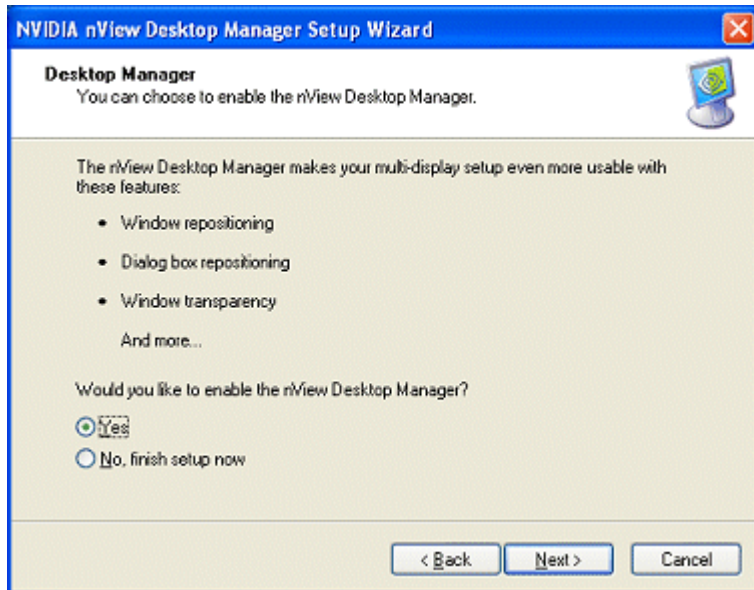 NVIDIA nView Desktop Manager Setup Wizard
Desktop Manager
You can choose to enable the nView Desktop Manager.
The nView Desktop Manager makes your multi-display setup even more usable with
these features:
• Window repositioning
• Dialog box repositioning
• Window transparency
And more...
Would you like to enable the nView Desktop Manager?
Yes
No, finish setup now
< Back
Next >
Cancel